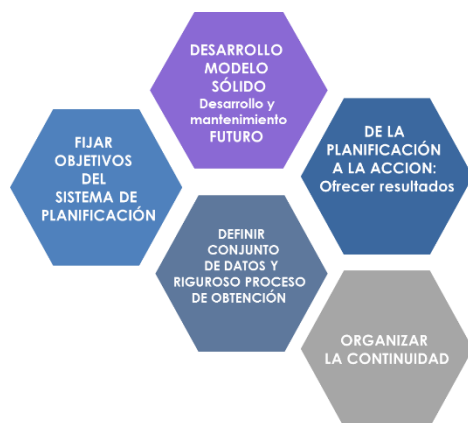 DESARROLLO
MODELO
SÓLIDO
Desarrollo y
mantenimiento
FUTURO
FIJAR
OBJETIVOS
DEL
SISTEMA DE
PLANIFICACIÓN
DE LA
PLANIFICACIÓN
A LA ACCION:
Ofrecer resultados
DEFINIR
CONJUNTO
DE DATOS Y
RIGUROSO PROCESO
DE OBTENCIÓN
ORGANIZAR
LA CONTINUIDAD